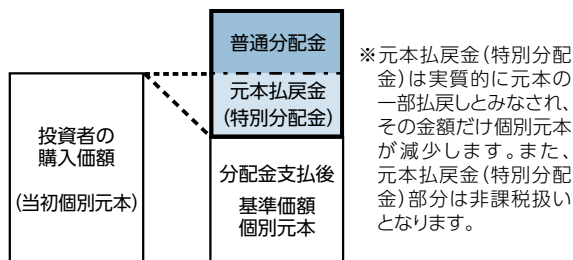 普通分配金
元本払戻金
(特別分配金)
投資者の
購入価額
(当初個別元本)
分配金支払後
基準価額
個別元本
※元本払戻金(特別分配
金)は実質的に元本の
一部払戻しとみなされ、
その金額だけ個別元本
が減少します。また、
元本払戻金(特別分配
金)部分は非課税扱い
となります。